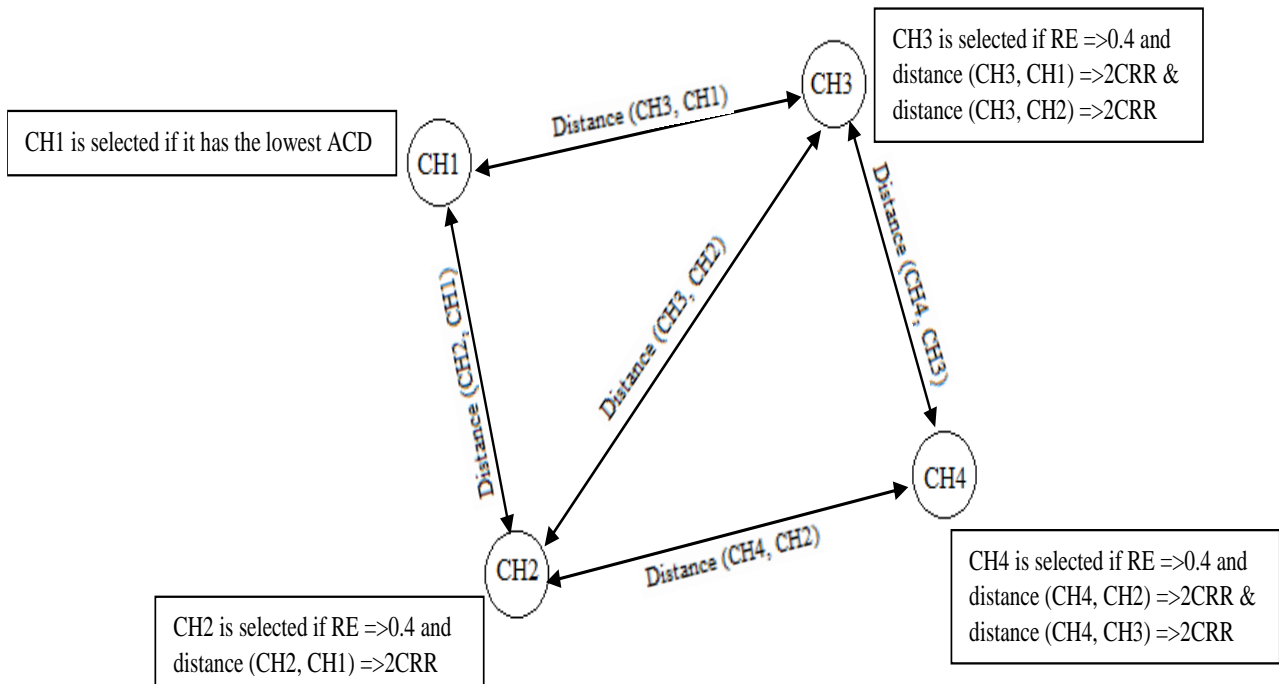 CH3 is selected if RE =>0.4 and
distance (CH3, CH1) =>2CRR &
distance (CH3, CH2) =>2CRR
CH3
Distance (CH3, CH1)
CH1 is selected if it has the lowest ACD
CH1
Distance (CH2, CH1)
Distance (CH3, CH2)
Distance (CH4, CH3)
CH4
Distance (CH4, CH2)
CH2
CH4 is selected if RE =>0.4 and
distance (CH4, CH2) =>2CRR &
distance (CH4, CH3) =>2CRR
CH2 is selected if RE =>0.4 and
distance (CH2, CH1) =>2CRR